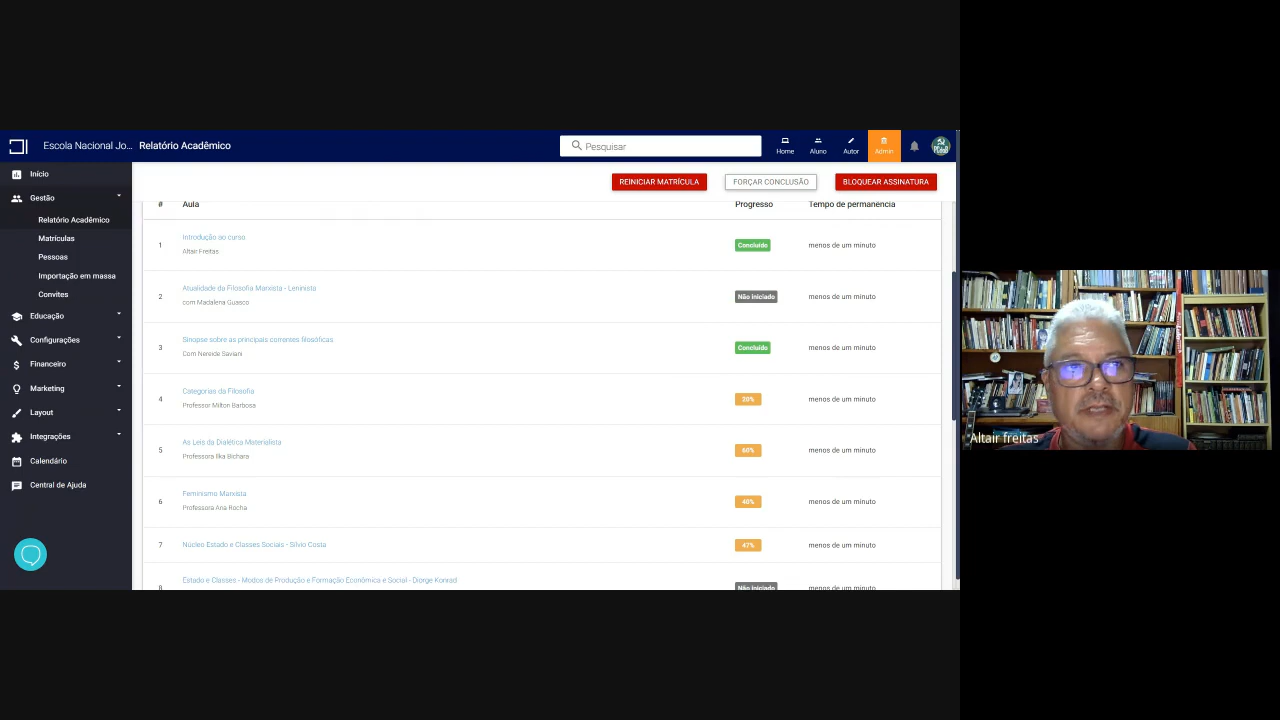 Escola Nacional Jo... Relatório Acadêmico
Pesquisar
Home
Aluno
Autor
Admin
Início
Gestão
Relatório Acadêmico
Matrículas
Pessoas
Importação em massa
Convites
Educação
Configurações
Financeiro
Marketing
Layout
Integrações
Calendário
Central de Ajuda
REINICIAR MATRÍCULA
FORÇAR CONCLUSÃO
BLOQUEAR ASSINATURA
# Aula Progresso Tempo de permanência
1 Introdução ao curso Concluído menos de um minuto
Altair Freitas
2 Atualidade da Filosofia Marxista - Leninista Não iniciado menos de um minuto
com Madalena Guasco
3 Sinopse sobre as principais correntes filosóficas Concluído menos de um minuto
Com Nereide Saviani
4 Categorias da Filosofia 20% menos de um minuto
Professor Milton Barbosa
5 As Leis da Dialética Materialista 60% menos de um minuto
Professora Ilka Bichara
6 Feminismo Marxista 40% menos de um minuto
Professora Ana Rocha
7 Núcleo Estado e Classes Sociais - Silvio Costa 47% menos de um minuto
8 Estado e Classes - Modos de Produção e Formação Econômica e Social - Diorge Konrad Não iniciado menos de um minuto
Altair freitas